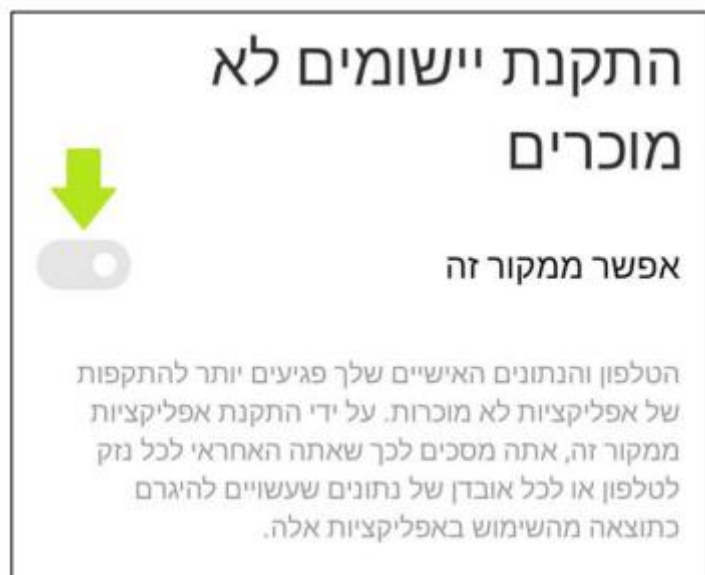 התקנת יישומים לא
מוכרים
אפשר ממקור זה
הטלפון והנתונים האישיים שלך פגיעים יותר להתקפות
של אפליקציות לא מוכרות. על ידי התקנת אפליקציות
ממקור זה, אתה מסכים לכך שאתה האחראי לכל נזק
לטלפון או לכל אובדן של נתונים שעשויים להיגרם
כתוצאה מהשימוש באפליקציות אלה.